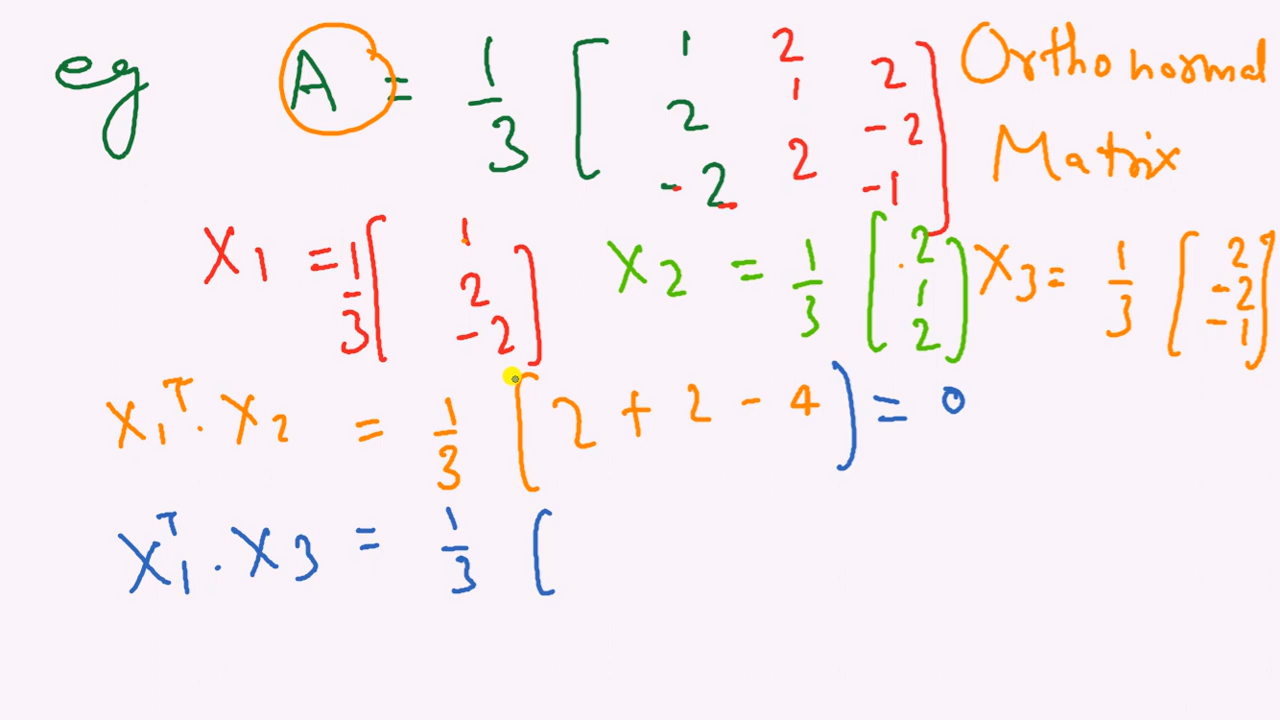 eg A = 1/3 [ 1 2 2 Orthonormal
2 1 -2 Matrix
-2 2 -1 ]
X1 = 1/3 [ 1 2 -2 ] X2 = 1/3 [ 2 1 2 ] X3 = 1/3 [ 2 -2 -1 ]
X1^T . X2 = 1/3 [ 2 + 2 - 4 ) = 0
X1^T . X3 = 1/3 [